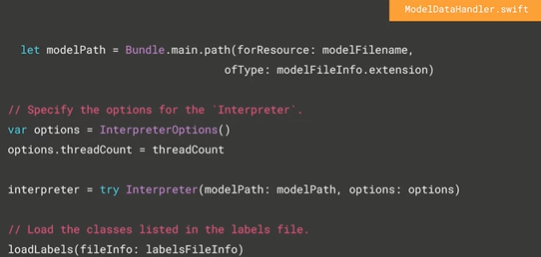 ModelDataHandler.swift
let modelPath = Bundle.main.path(forResource: modelFilename,
ofType: modelFileInfo.extension)
// Specify the options for the `Interpreter`.
var options = InterpreterOptions()
options.threadCount = threadCount
interpreter = try Interpreter(modelPath: modelPath, options: options)
// Load the classes listed in the labels file.
loadLabels(fileInfo: labelsFileInfo)